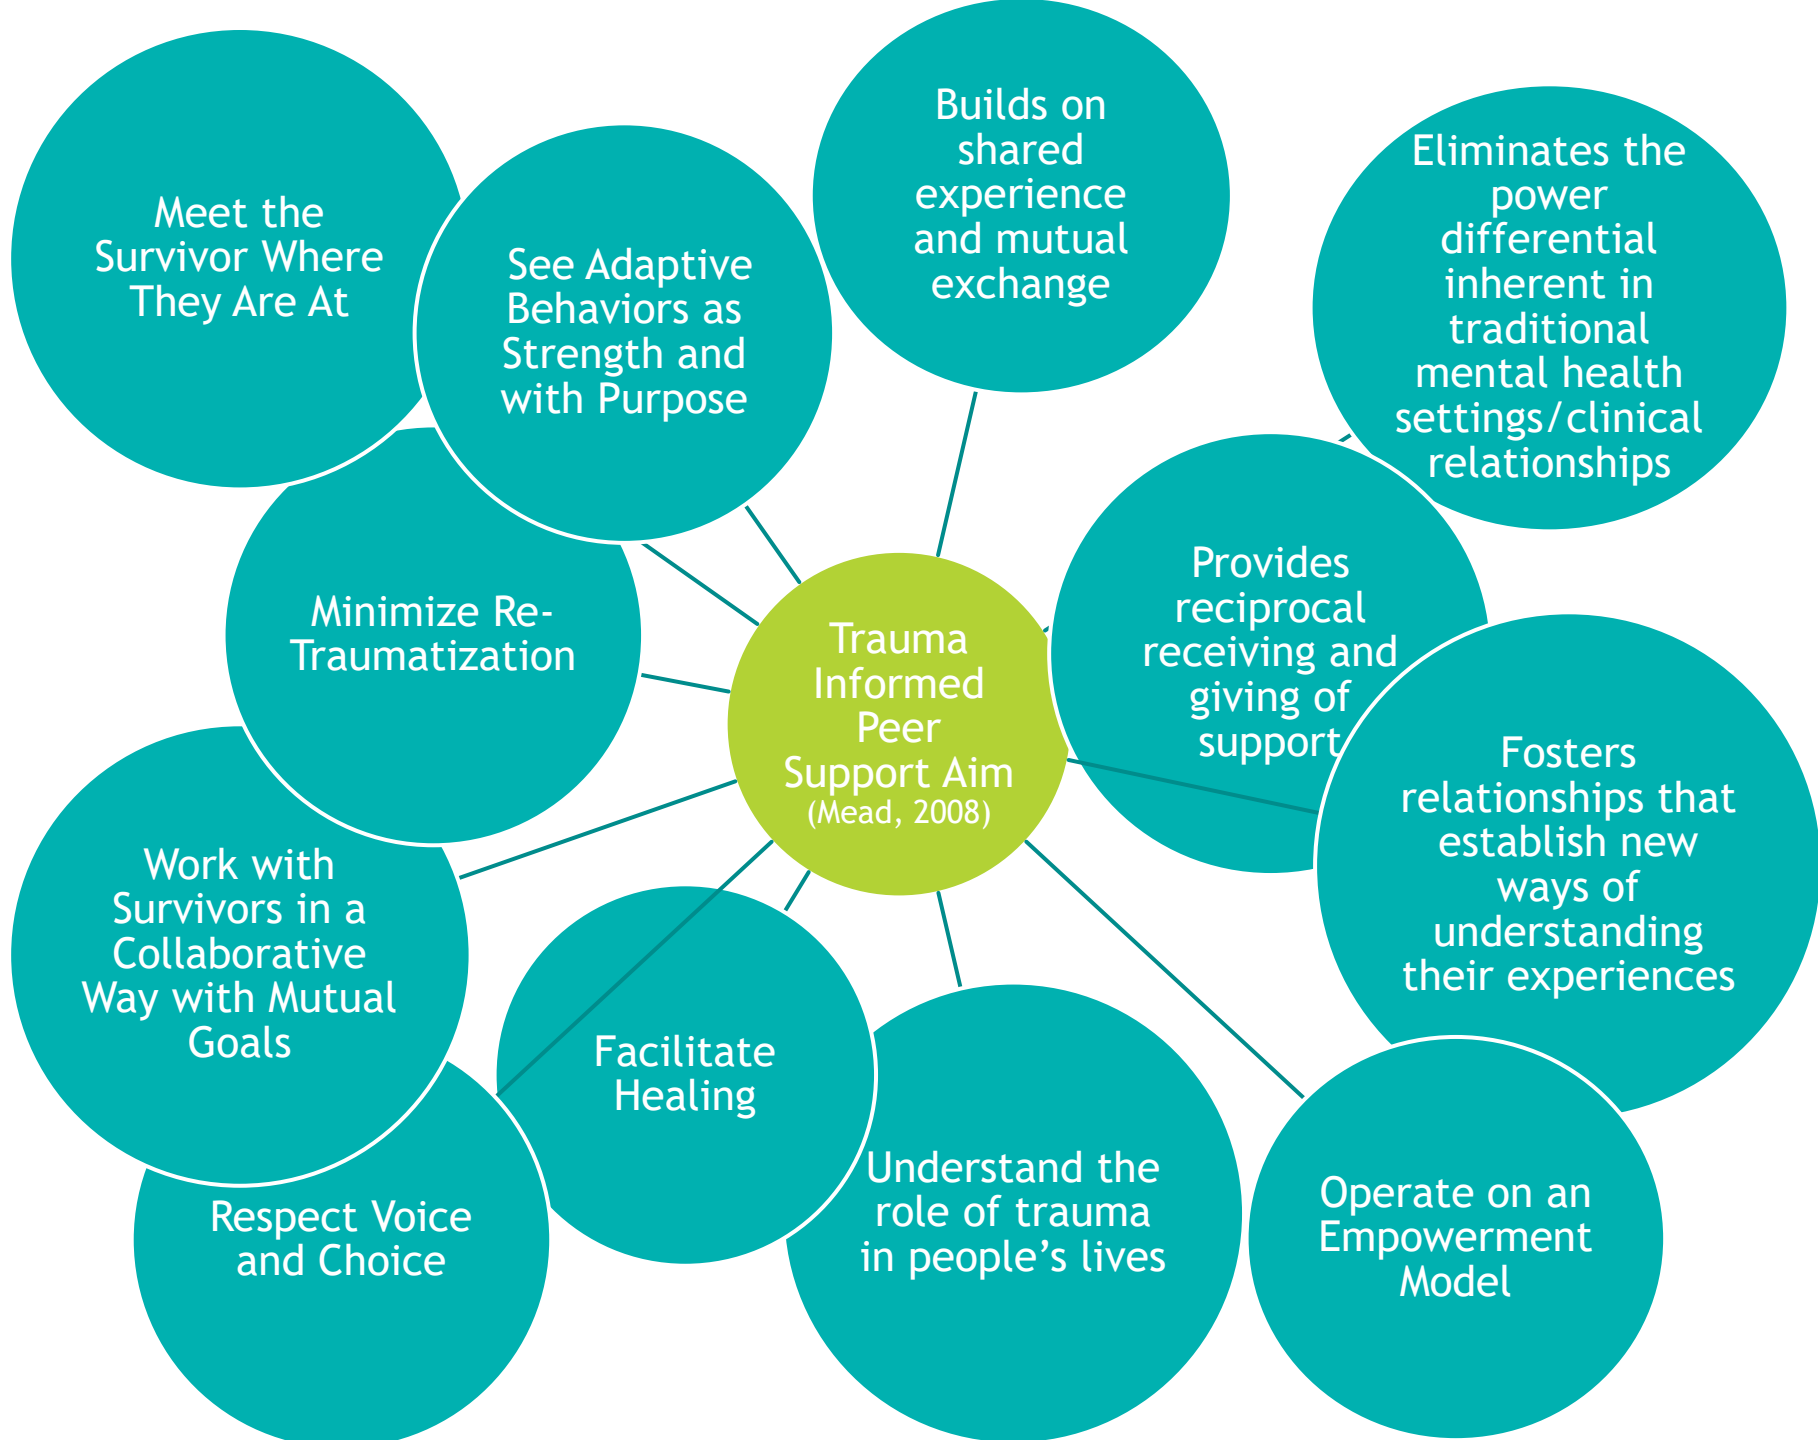 Meet the
Survivor Where
They Are At
See Adaptive
Behaviors as
Strength and
with Purpose
Builds on
shared
experience
and mutual
exchange
Eliminates the
power
differential
inherent in
traditional
mental health
settings/clinical
relationships
Minimize Re-
Traumatization
Trauma
Informed
Peer
Support Aim
(Mead, 2008)
Provides
reciprocal
receiving and
giving of
support
Fosters
relationships that
establish new
ways of
understanding
their experiences
Work with
Survivors in a
Collaborative
Way with Mutual
Goals
Facilitate
Healing
Respect Voice
and Choice
Understand the
role of trauma
in people’s lives
Operate on an
Empowerment
Model